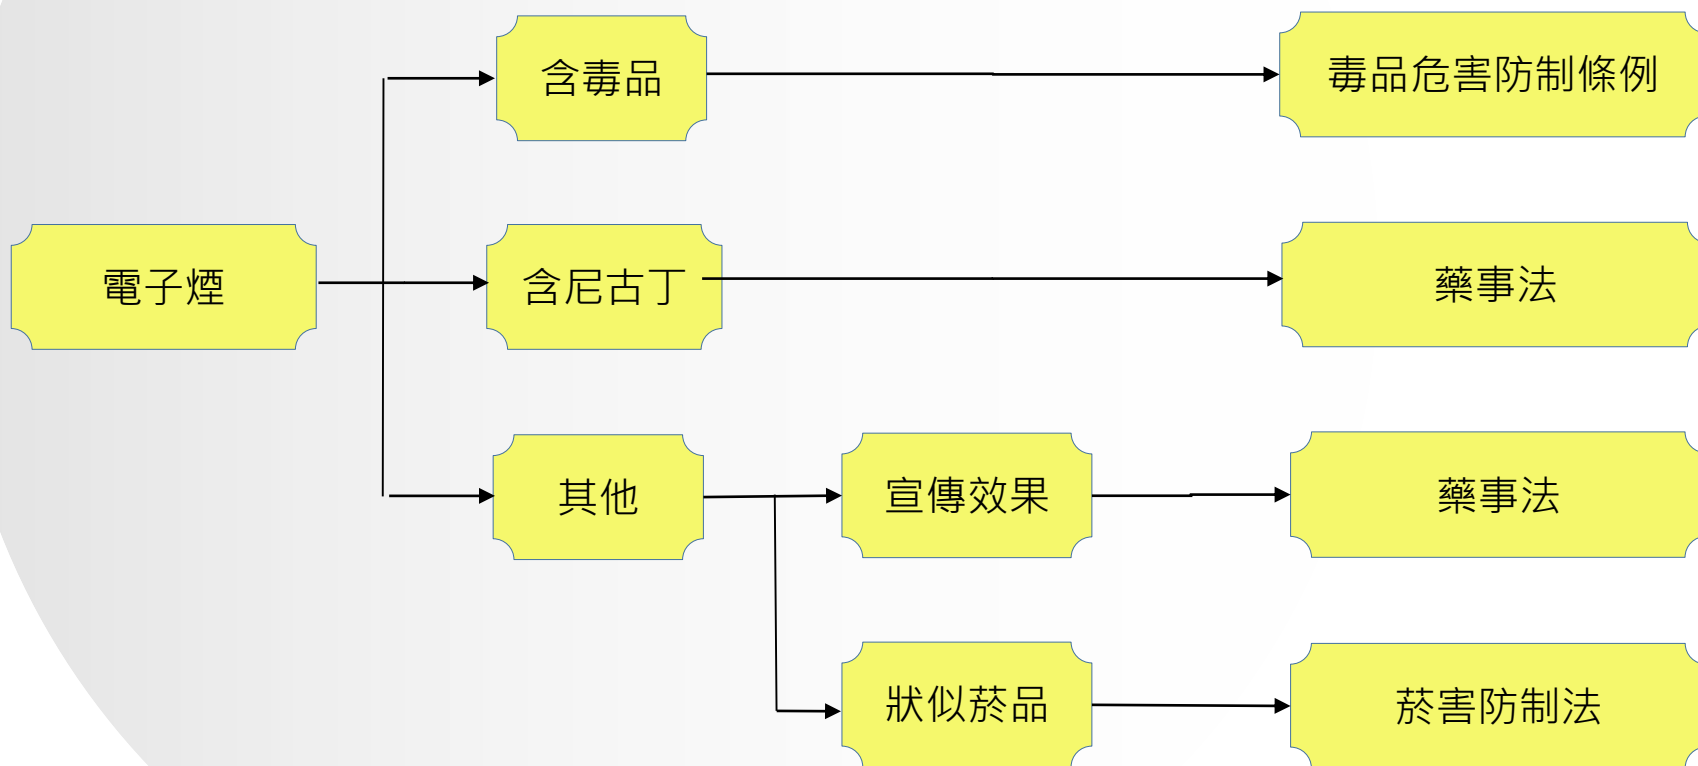 含毒品
毒品危害防制條例
電子煙
含尼古丁
藥事法
其他
宣傳效果
藥事法
狀似菸品
菸害防制法